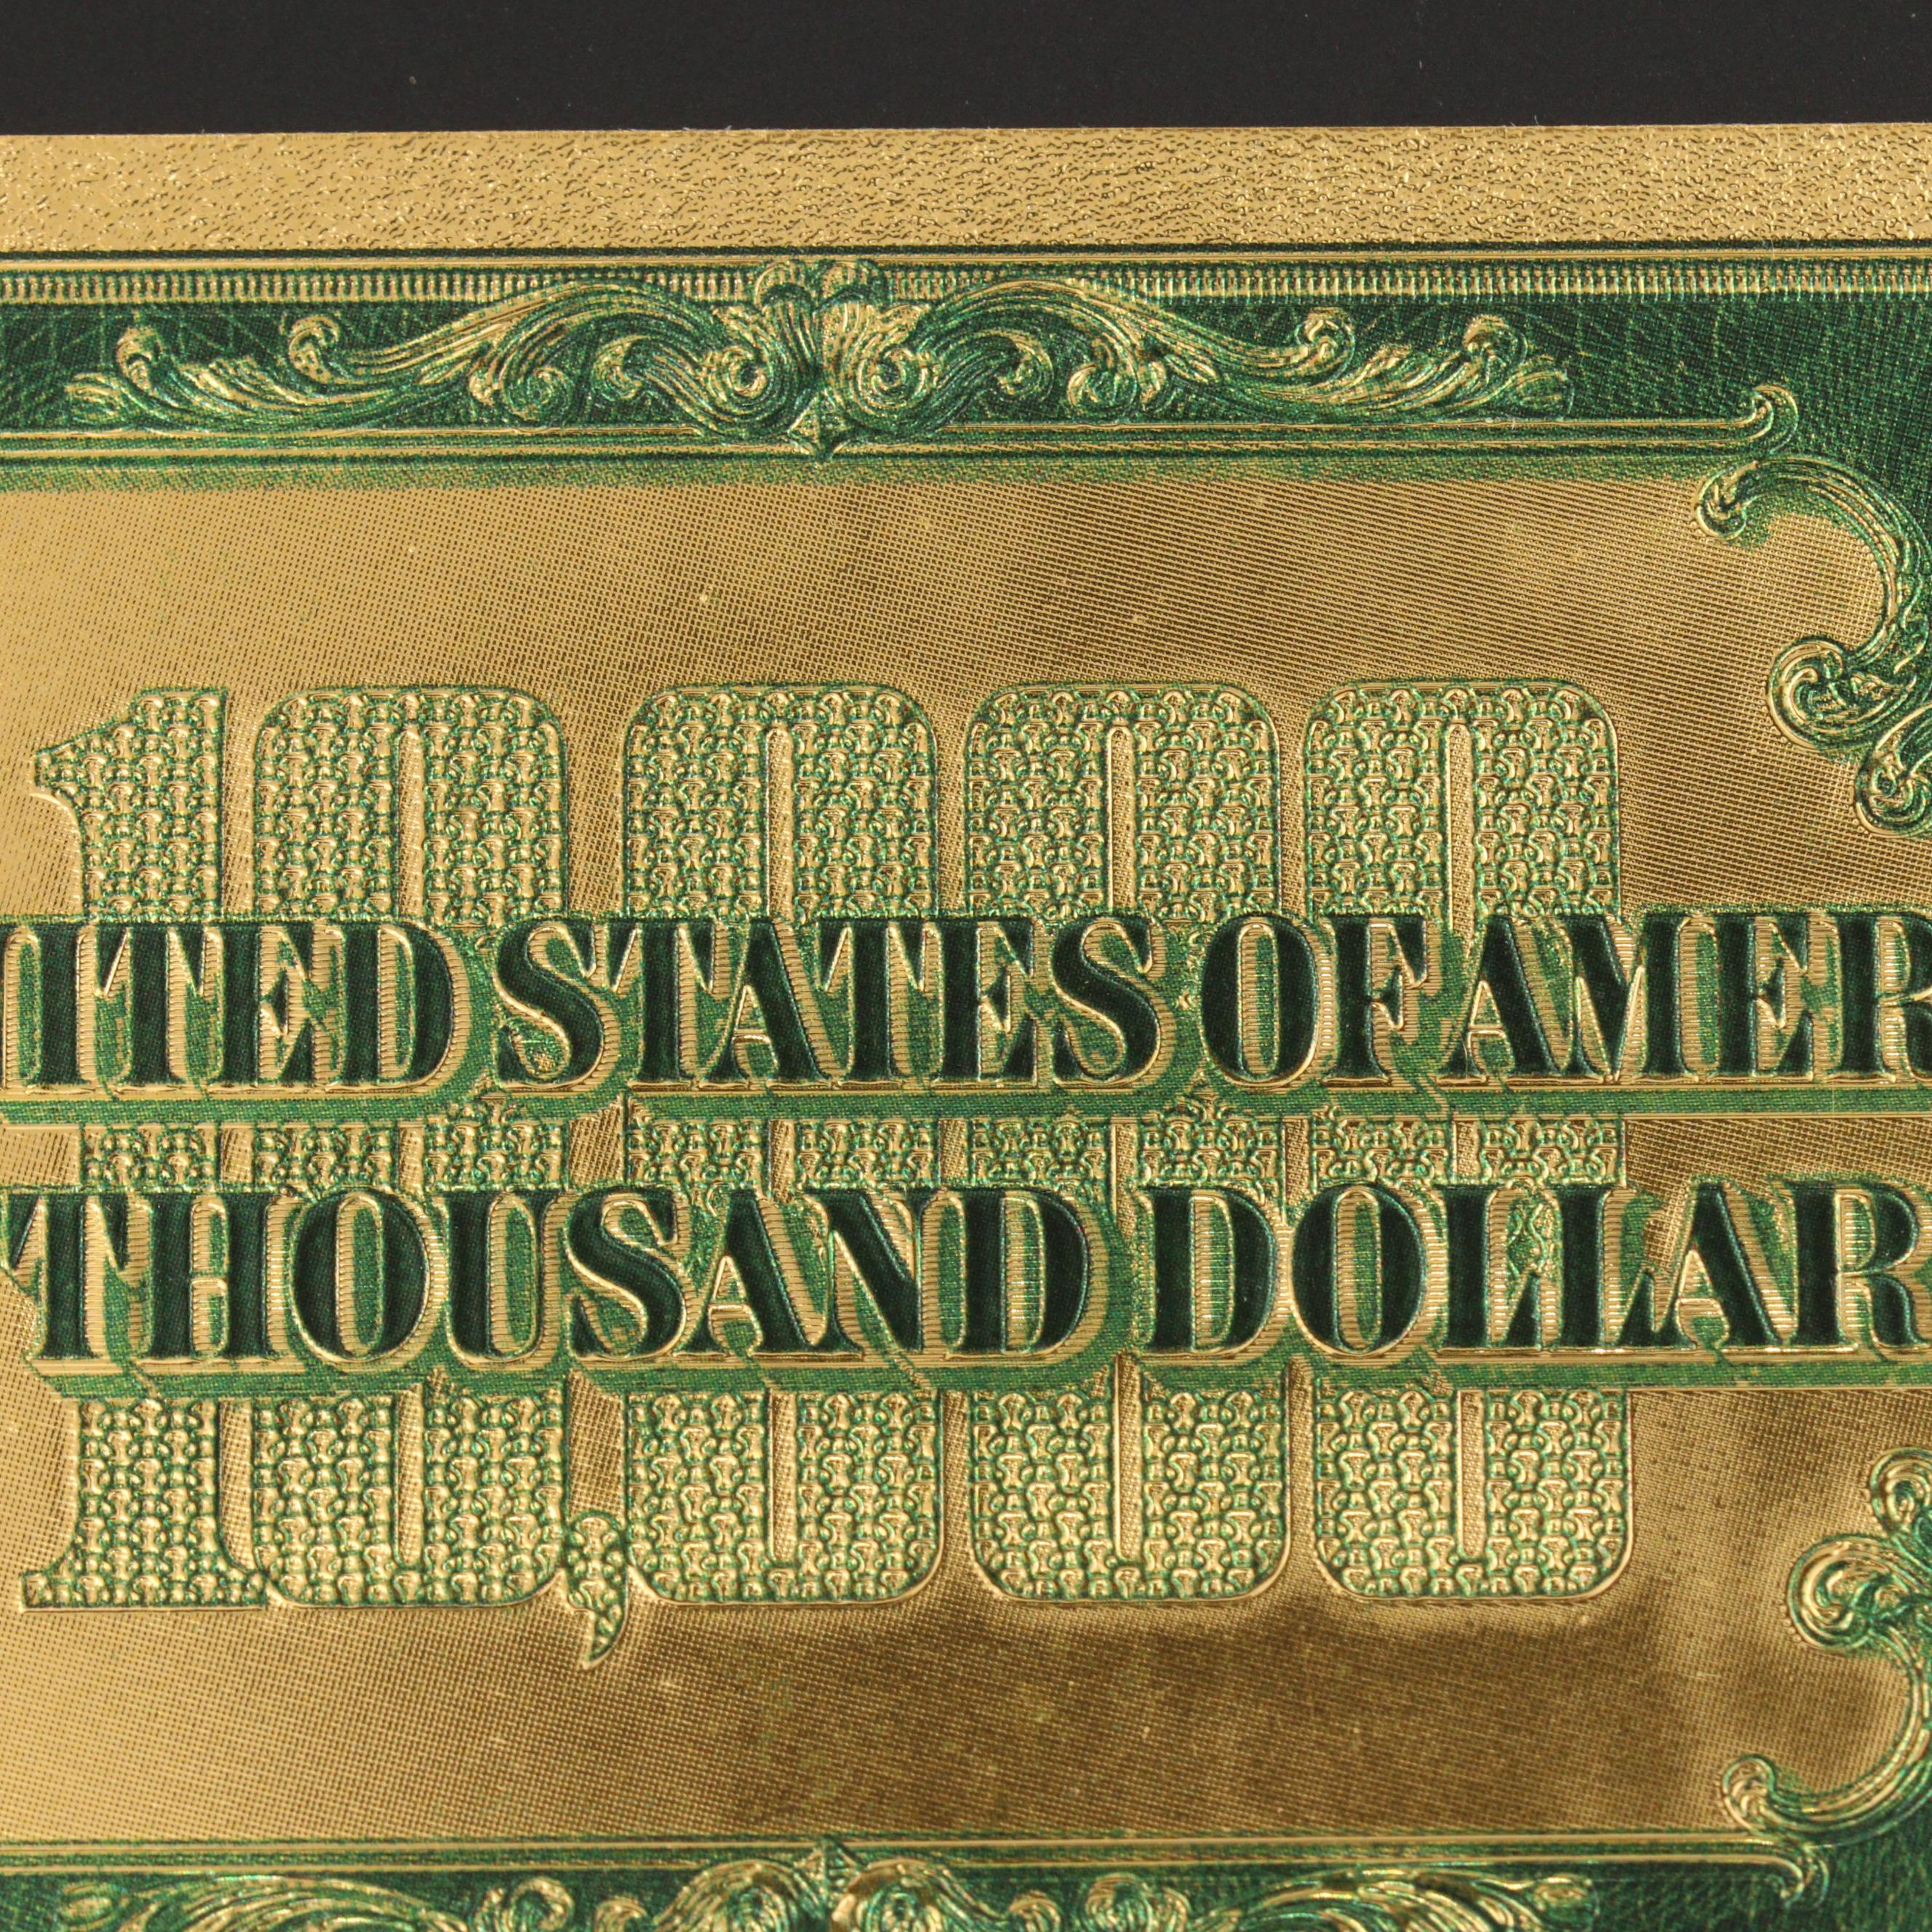 10,000
ITED STATES OF AMER
THOUSAND DOLLAR